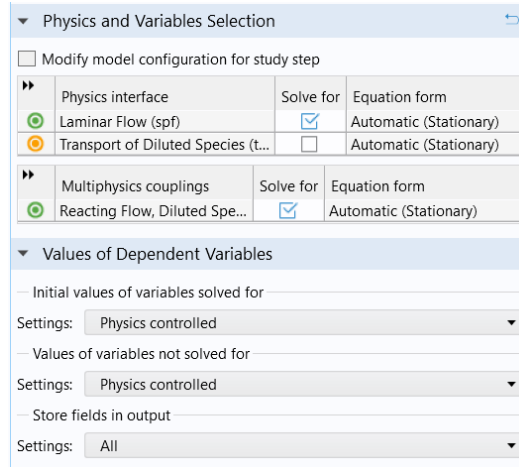 Physics and Variables Selection
Modify model configuration for study step
Physics interface Solve for Equation form
Laminar Flow (spf) Automatic (Stationary)
Transport of Diluted Species (t... Automatic (Stationary)
Multiphysics couplings Solve for Equation form
Reacting Flow, Diluted Spe... Automatic (Stationary)
Values of Dependent Variables
Initial values of variables solved for
Settings: Physics controlled
Values of variables not solved for
Settings: Physics controlled
Store fields in output
Settings: All